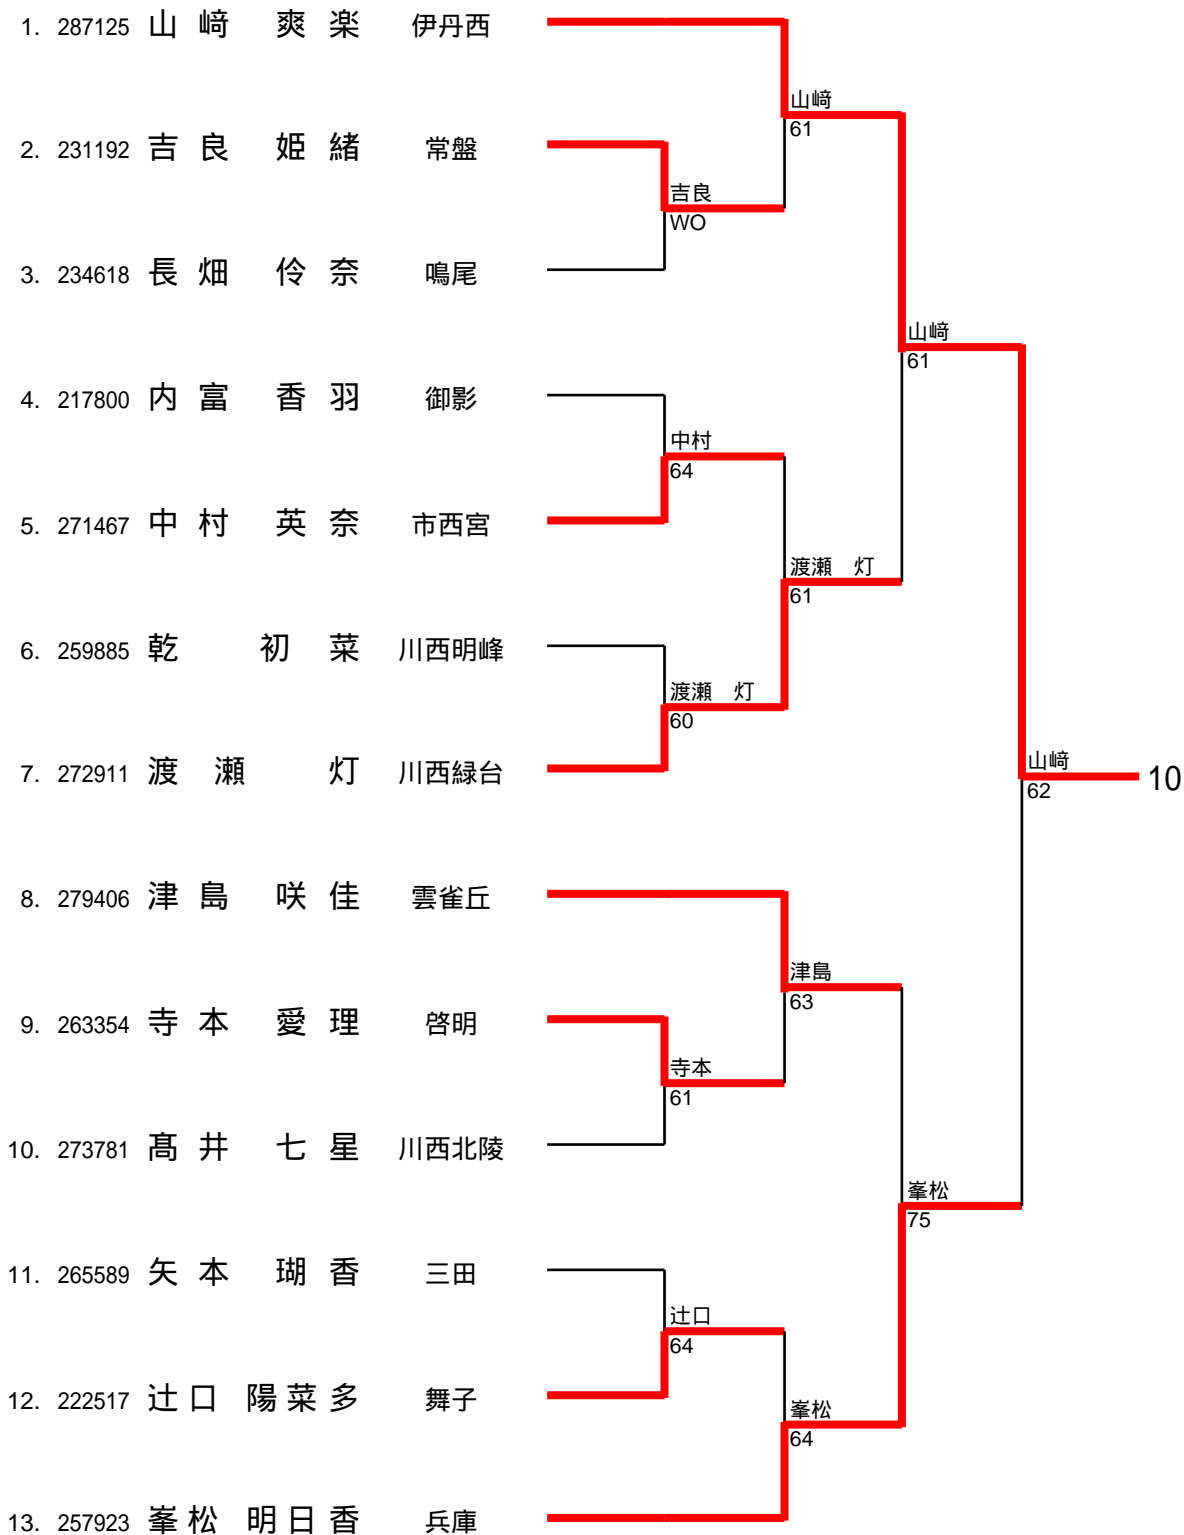 1. 287125 山﨑 爽楽 伊丹西
山﨑
61
2. 231192 吉良 姫緒 常盤
吉良
WO
3. 234618 長畑 伶奈 鳴尾
山﨑
61
4. 217800 内富 香羽 御影
中村
64
5. 271467 中村 英奈 市西宮
渡瀬 灯
61
6. 259885 乾 初菜 川西明峰
渡瀬 灯
60
7. 272911 渡瀬 灯 川西緑台
山﨑
62
10
8. 279406 津島 咲佳 雲雀丘
津島
63
9. 263354 寺本 愛理 啓明
寺本
61
10. 273781 髙井 七星 川西北陵
峯松
75
11. 265589 矢本 瑚香 三田
辻口
64
12. 222517 辻口 陽菜多 舞子
峯松
64
13. 257923 峯松 明日香 兵庫